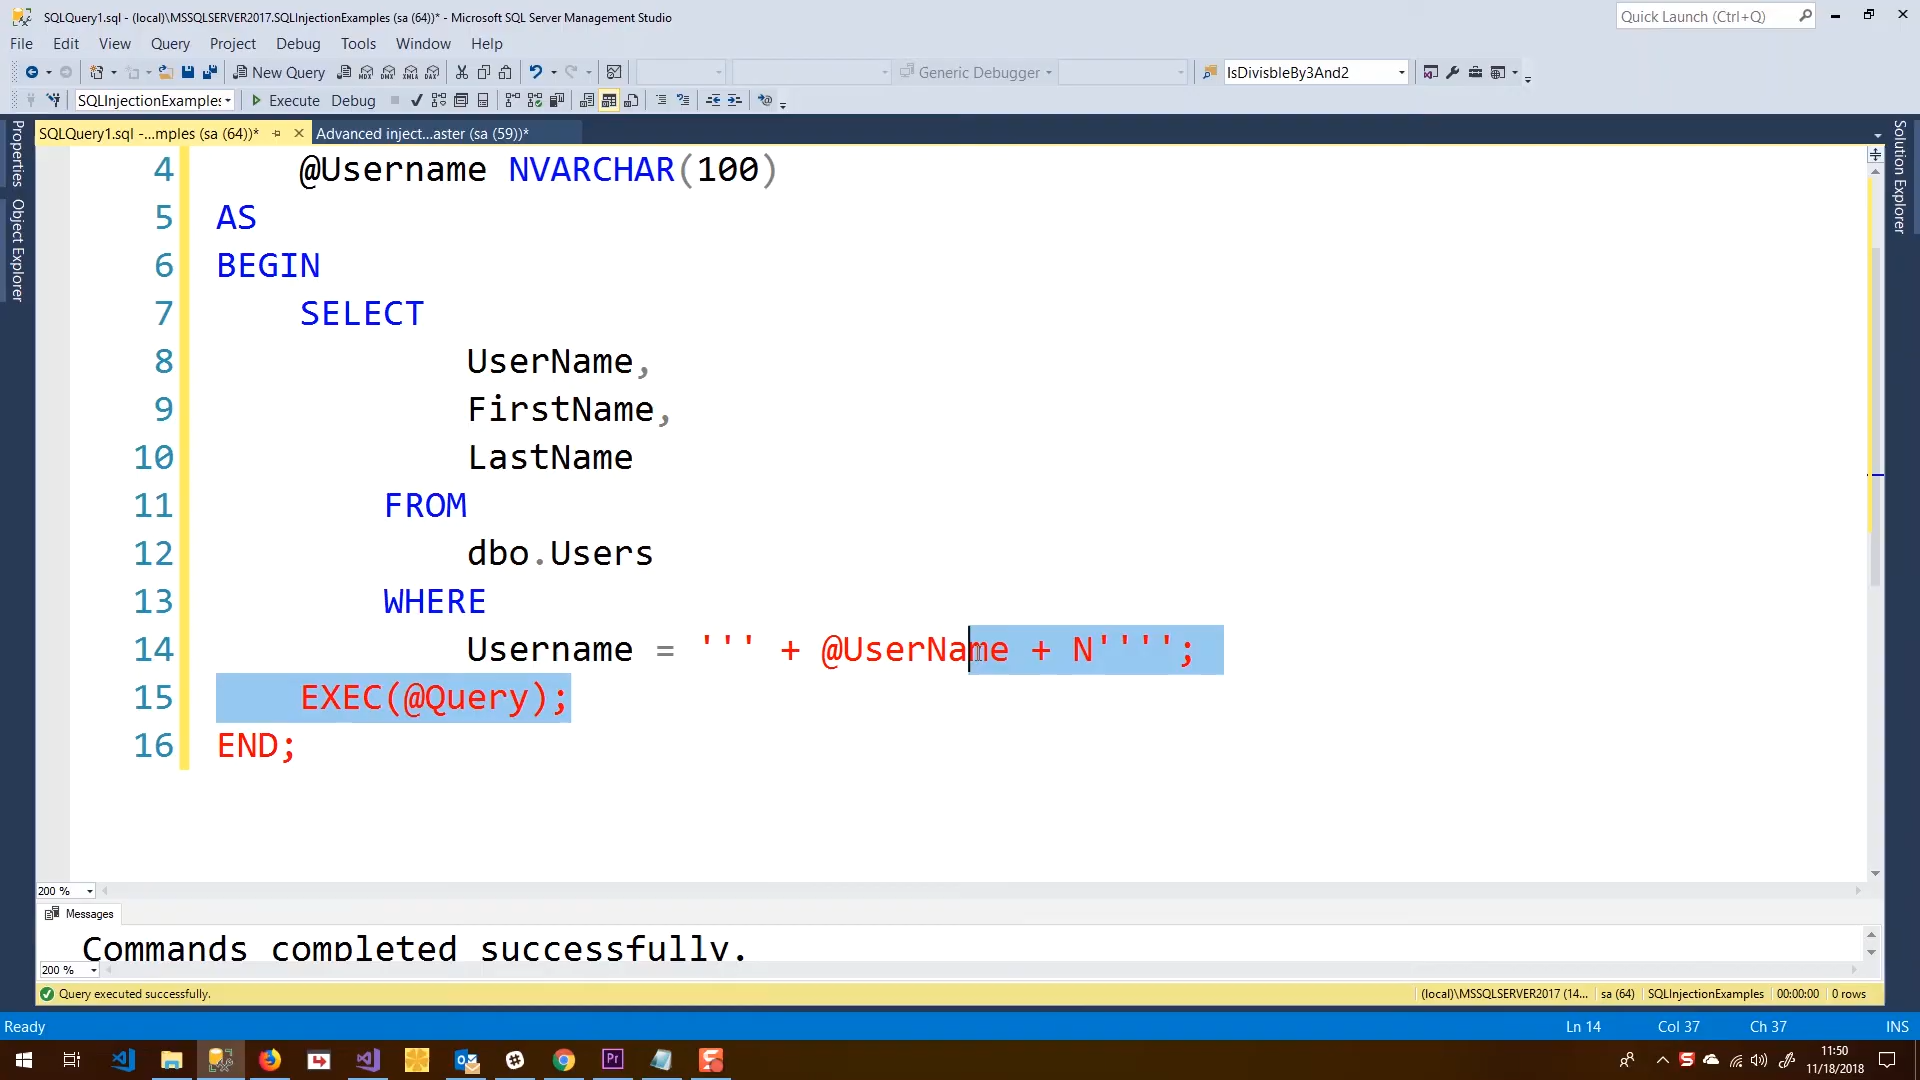 SQLQuery1.sql - (local)\MSSQLSERVER2017.SQLInjectionExamples (sa (64))* - Microsoft SQL Server Management Studio
Quick Launch (Ctrl+Q)
File Edit View Query Project Debug Tools Window Help
New Query
Generic Debugger
IsDivisbleBy3And2
SQLInjectionExamples
Execute Debug
SQLQuery1.sql -...mples (sa (64))*
Advanced inject...aster (sa (59))*
Properties
Object Explorer
Solution Explorer
4 @Username NVARCHAR(100)
5 AS
6 BEGIN
7 SELECT
8 UserName,
9 FirstName,
10 LastName
11 FROM
12 dbo.Users
13 WHERE
14 Username = ''' + @UserName + N'''';
15 EXEC(@Query);
16 END;
200 %
Messages
Commands completed successfully.
200 %
Query executed successfully.
(local)\MSSQLSERVER2017 (14... sa (64) SQLInjectionExamples 00:00:00 0 rows
Ready
Ln 14 Col 37 Ch 37 INS
11:50
11/18/2018